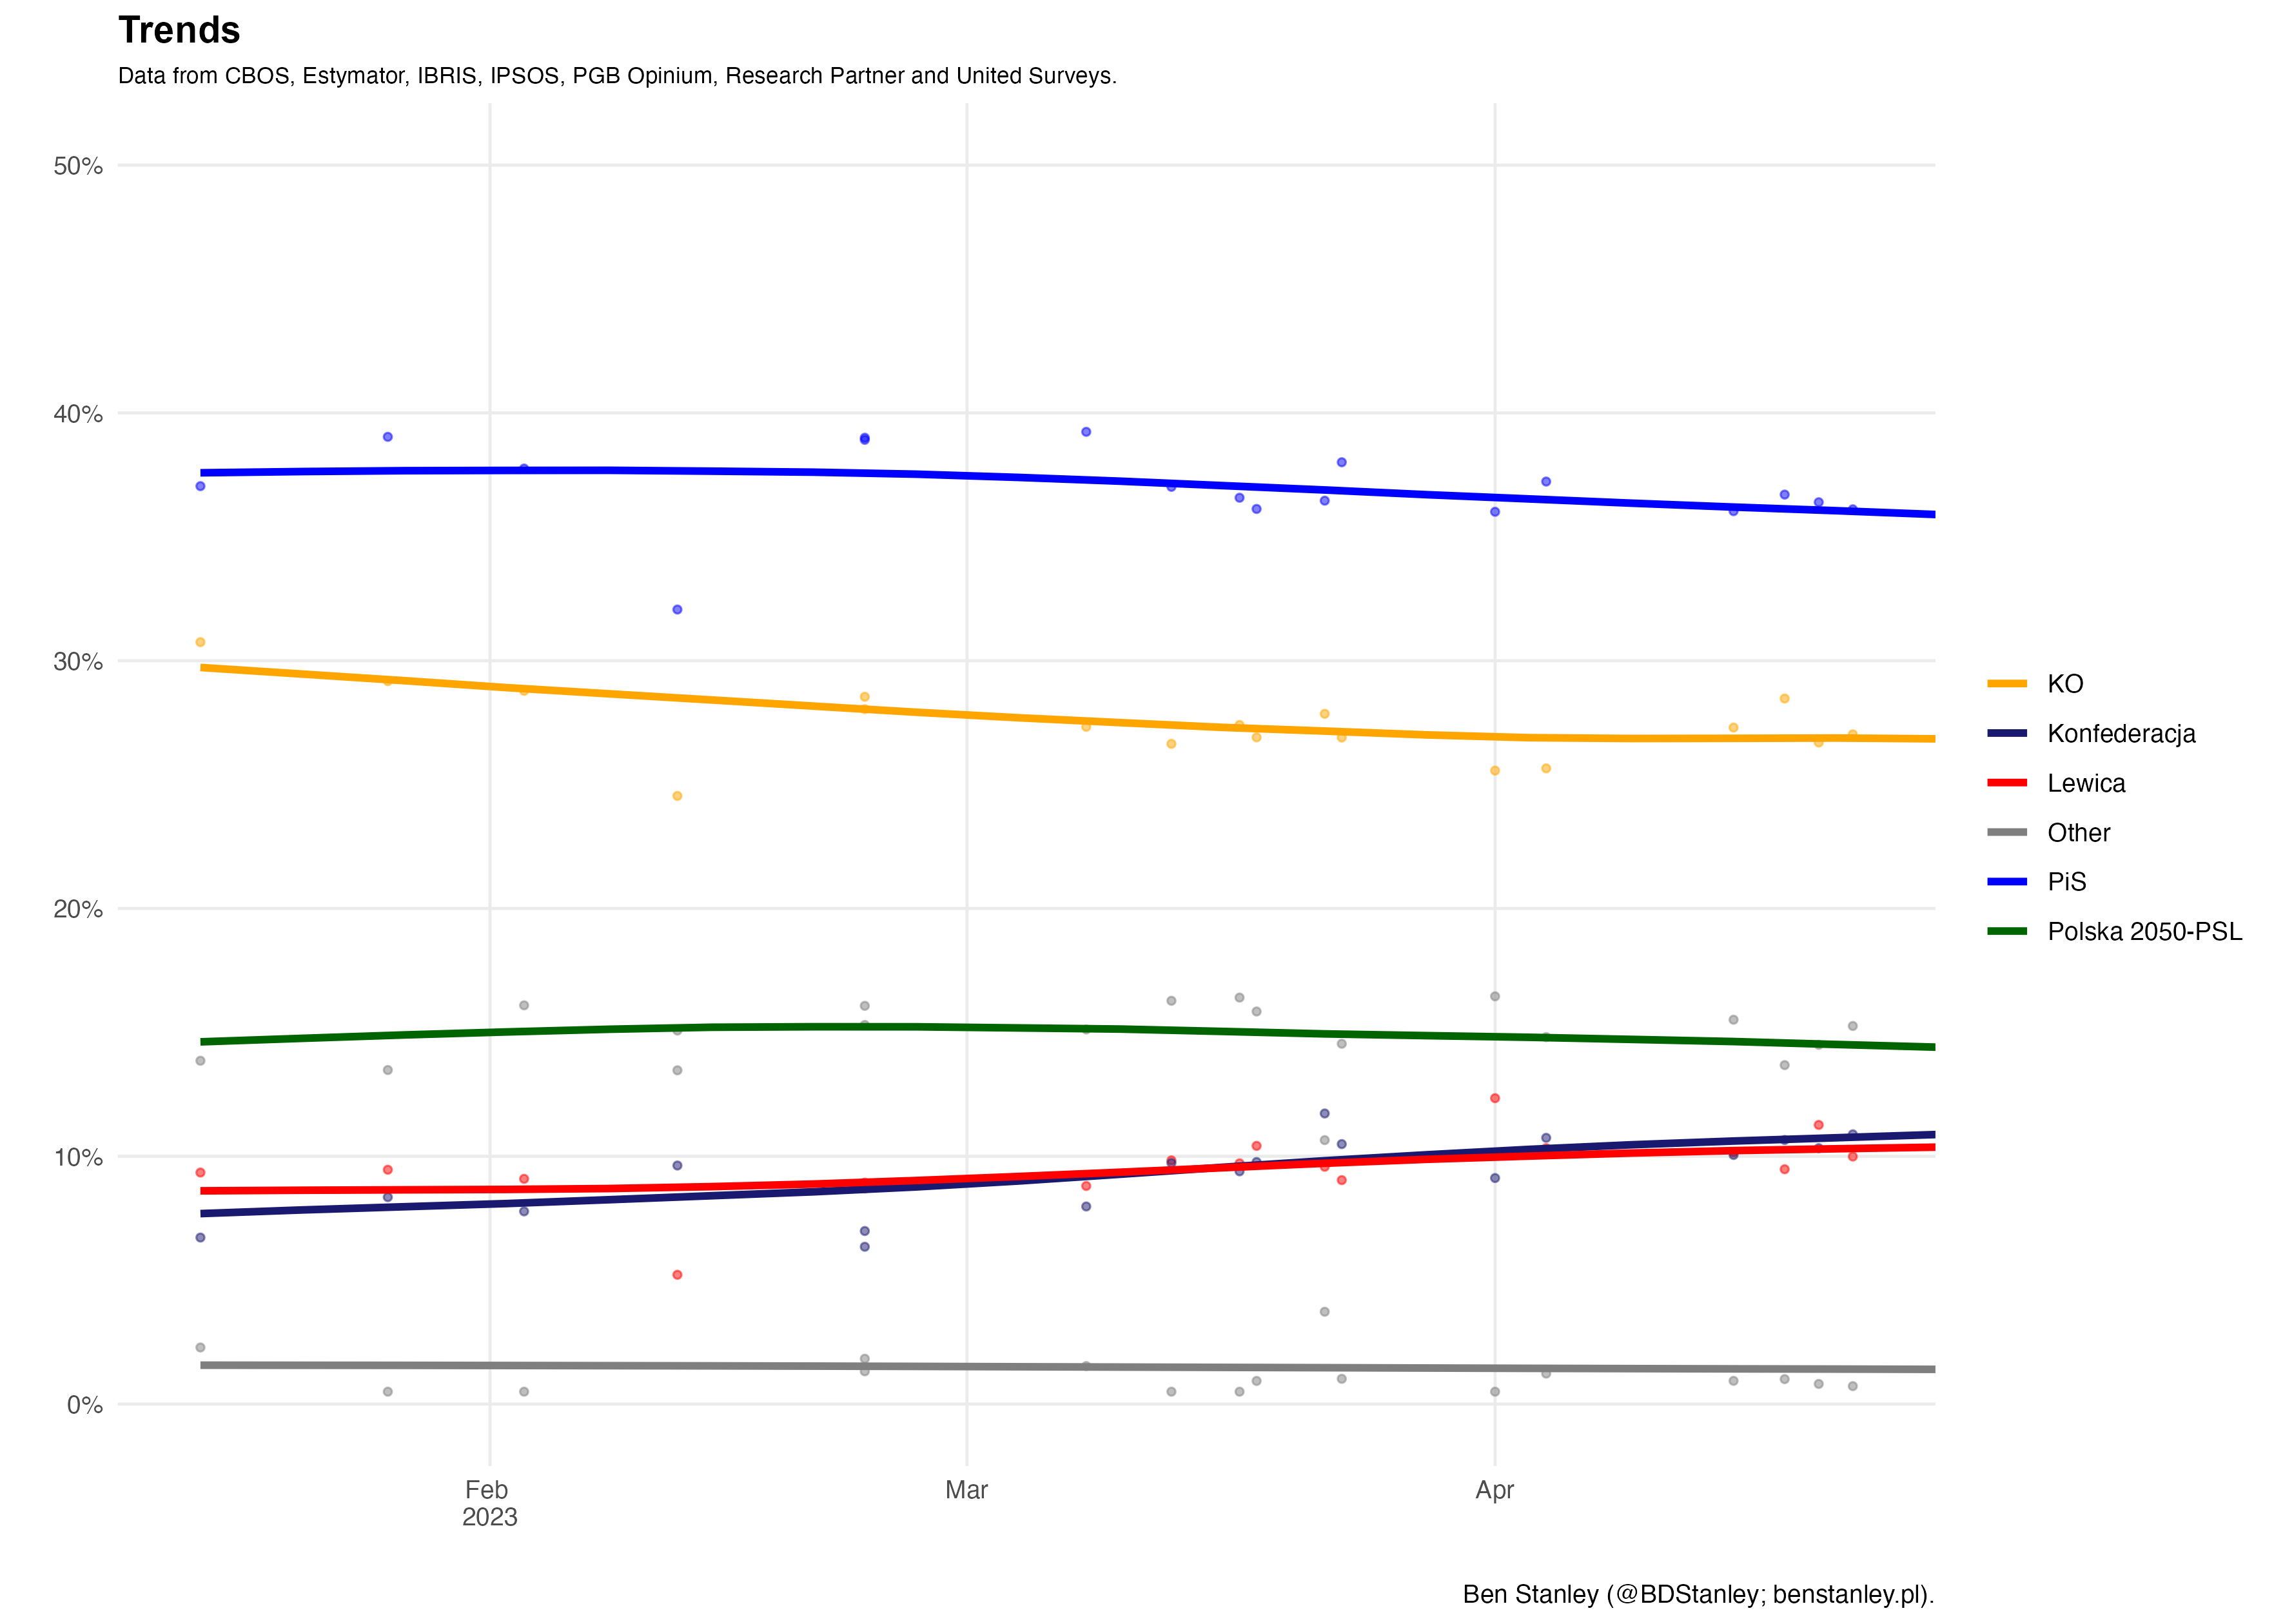 Trends
Data from CBOS, Estymator, IBRIS, IPSOS, PGB Opinium, Research Partner and United Surveys.
50%
40%
30%
20%
10%
0%
Feb
2023
Mar
Apr
KO
Konfederacja
Lewica
Other
PiS
Polska 2050-PSL
Ben Stanley (@BDStanley; benstanley.pl).